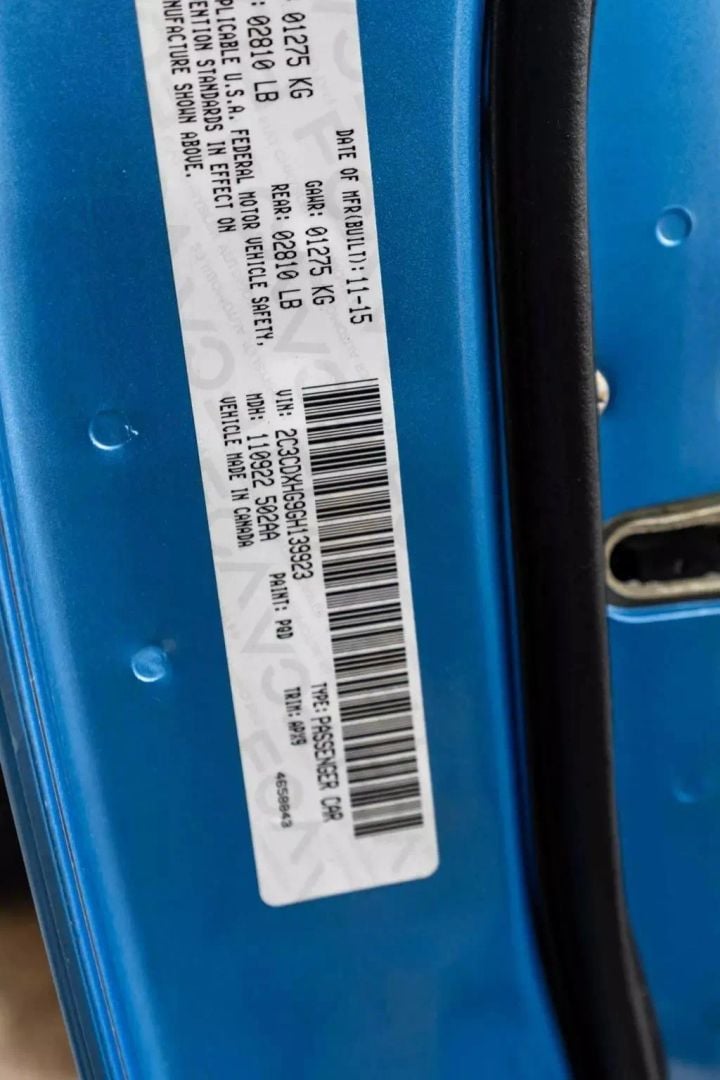 DATE OF MFR(BUILT): 11-15
01275 KG
GAWR: 01275 KG
: 02810 LB
REAR: 02810 LB
PLICABLE U.S.A. FEDERAL MOTOR VEHICLE SAFETY,
ENTION STANDARDS IN EFFECT ON
NUFACTURE SHOWN ABOVE.
VIN: 2C3CDXHG9GH139923
TYPE: PASSENGER CAR
MDH: 110922 502AA
PAINT: PQD
TRIM: APX9
VEHICLE MADE IN CANADA
4658043